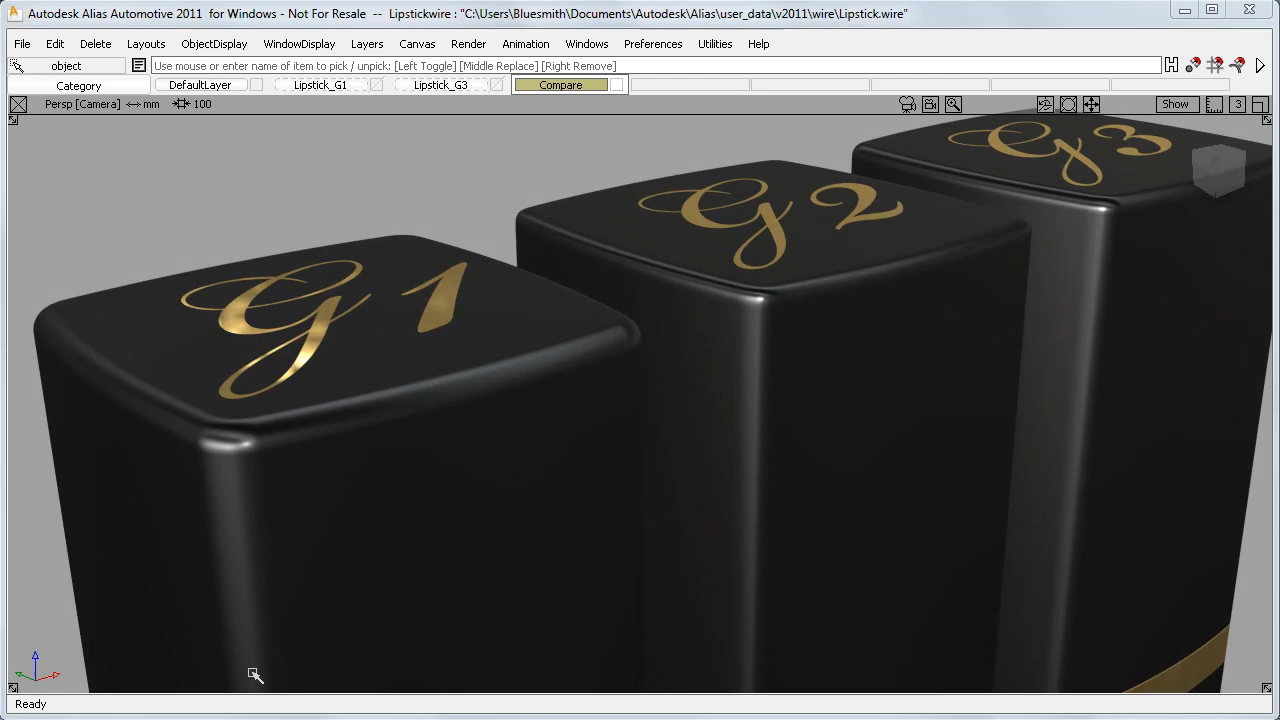 Autodesk Alias Automotive 2011 for Windows - Not For Resale -- Lipstickwire : "C:\Users\Bluesmith\Documents\Autodesk\Alias\user_data\v2011\wire\Lipstick.wire"
File Edit Delete Layouts ObjectDisplay WindowDisplay Layers Canvas Render Animation Windows Preferences Utilities Help
object Use mouse or enter name of item to pick / unpick: [Left Toggle] [Middle Replace] [Right Remove]
Category DefaultLayer Lipstick_G1 Lipstick_G3 Compare
Persp [Camera] mm 100 Show 3
G1
G2
G3
Ready